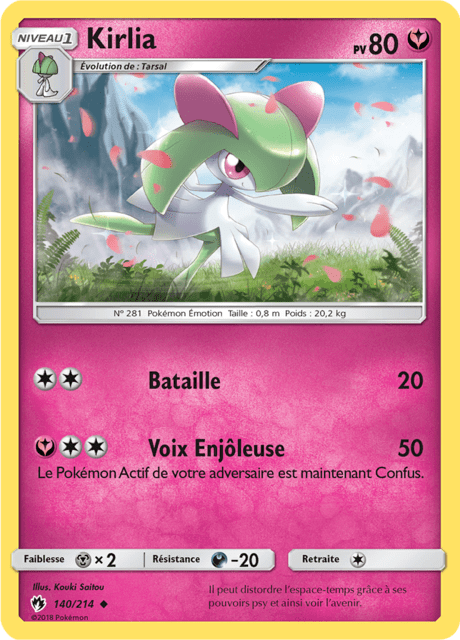 NIVEAU 1
Kirlia
PV 80
Évolution de : Tarsal
N° 281 Pokémon Émotion Taille : 0,8 m Poids : 20,2 kg
Bataille 20
Voix Enjôleuse 50
Le Pokémon Actif de votre adversaire est maintenant Confus.
Faiblesse × 2 Résistance -20 Retraite
Illus. Kouki Saitou
140/214
©2018 Pokémon
Il peut distordre l'espace-temps grâce à ses
pouvoirs psy et ainsi voir l'avenir.